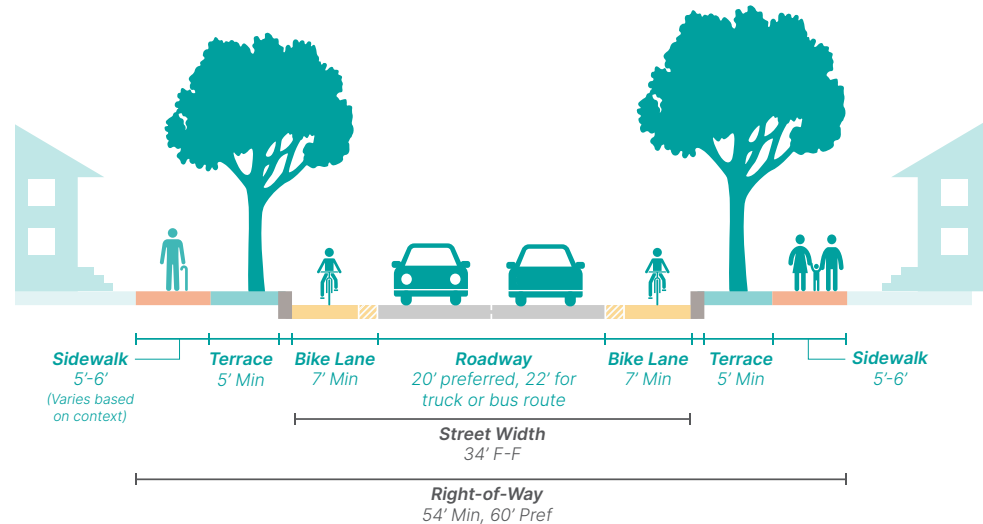 Sidewalk
5’-6’
(Varies based
on context)
Terrace
5’ Min
Bike Lane
7’ Min
Roadway
20’ preferred, 22’ for
truck or bus route
Bike Lane
7’ Min
Terrace
5’ Min
Sidewalk
5’-6’
Street Width
34’ F-F
Right-of-Way
54’ Min, 60’ Pref